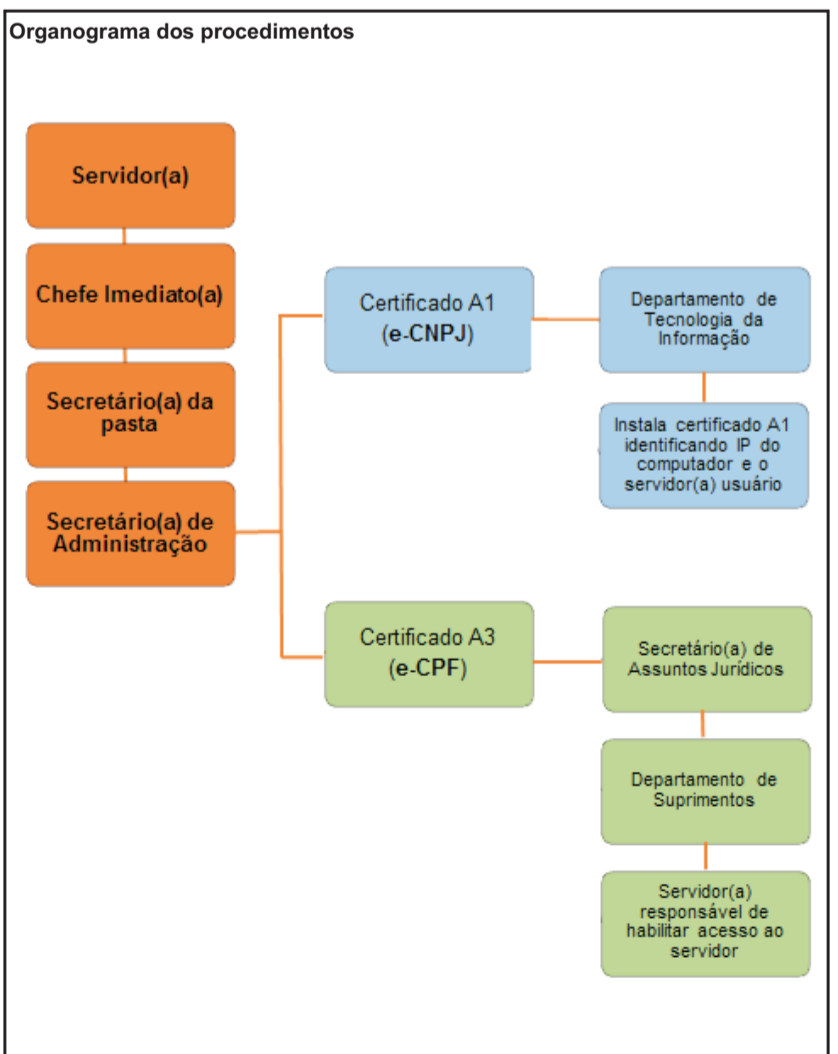 Organograma dos procedimentos
Servidor(a)
Chefe Imediato(a)
Secretário(a) da
pasta
Secretário(a) de
Administração
Certificado A1
(e-CNPJ)
Departamento de
Tecnologia da
Informação
Instala certificado A1
identificando IP do
computador e o
servidor(a) usuário
Certificado A3
(e-CPF)
Secretário(a) de
Assuntos Jurídicos
Departamento de
Suprimentos
Servidor(a)
responsável de
habilitar acesso ao
servidor